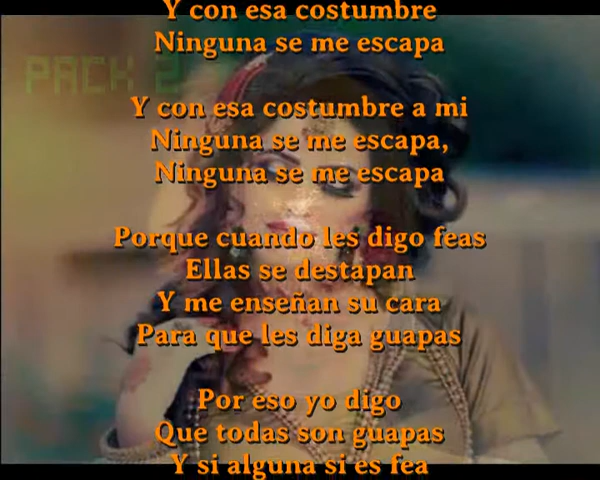 Y con esa costumbre
Ninguna se me escapa
PACK 2
Y con esa costumbre a mi
Ninguna se me escapa,
Ninguna se me escapa
Porque cuando les digo feas
Ellas se destapan
Y me enseñan su cara
Para que les diga guapas
Por eso yo digo
Que todas son guapas
Y si alguna si es fea